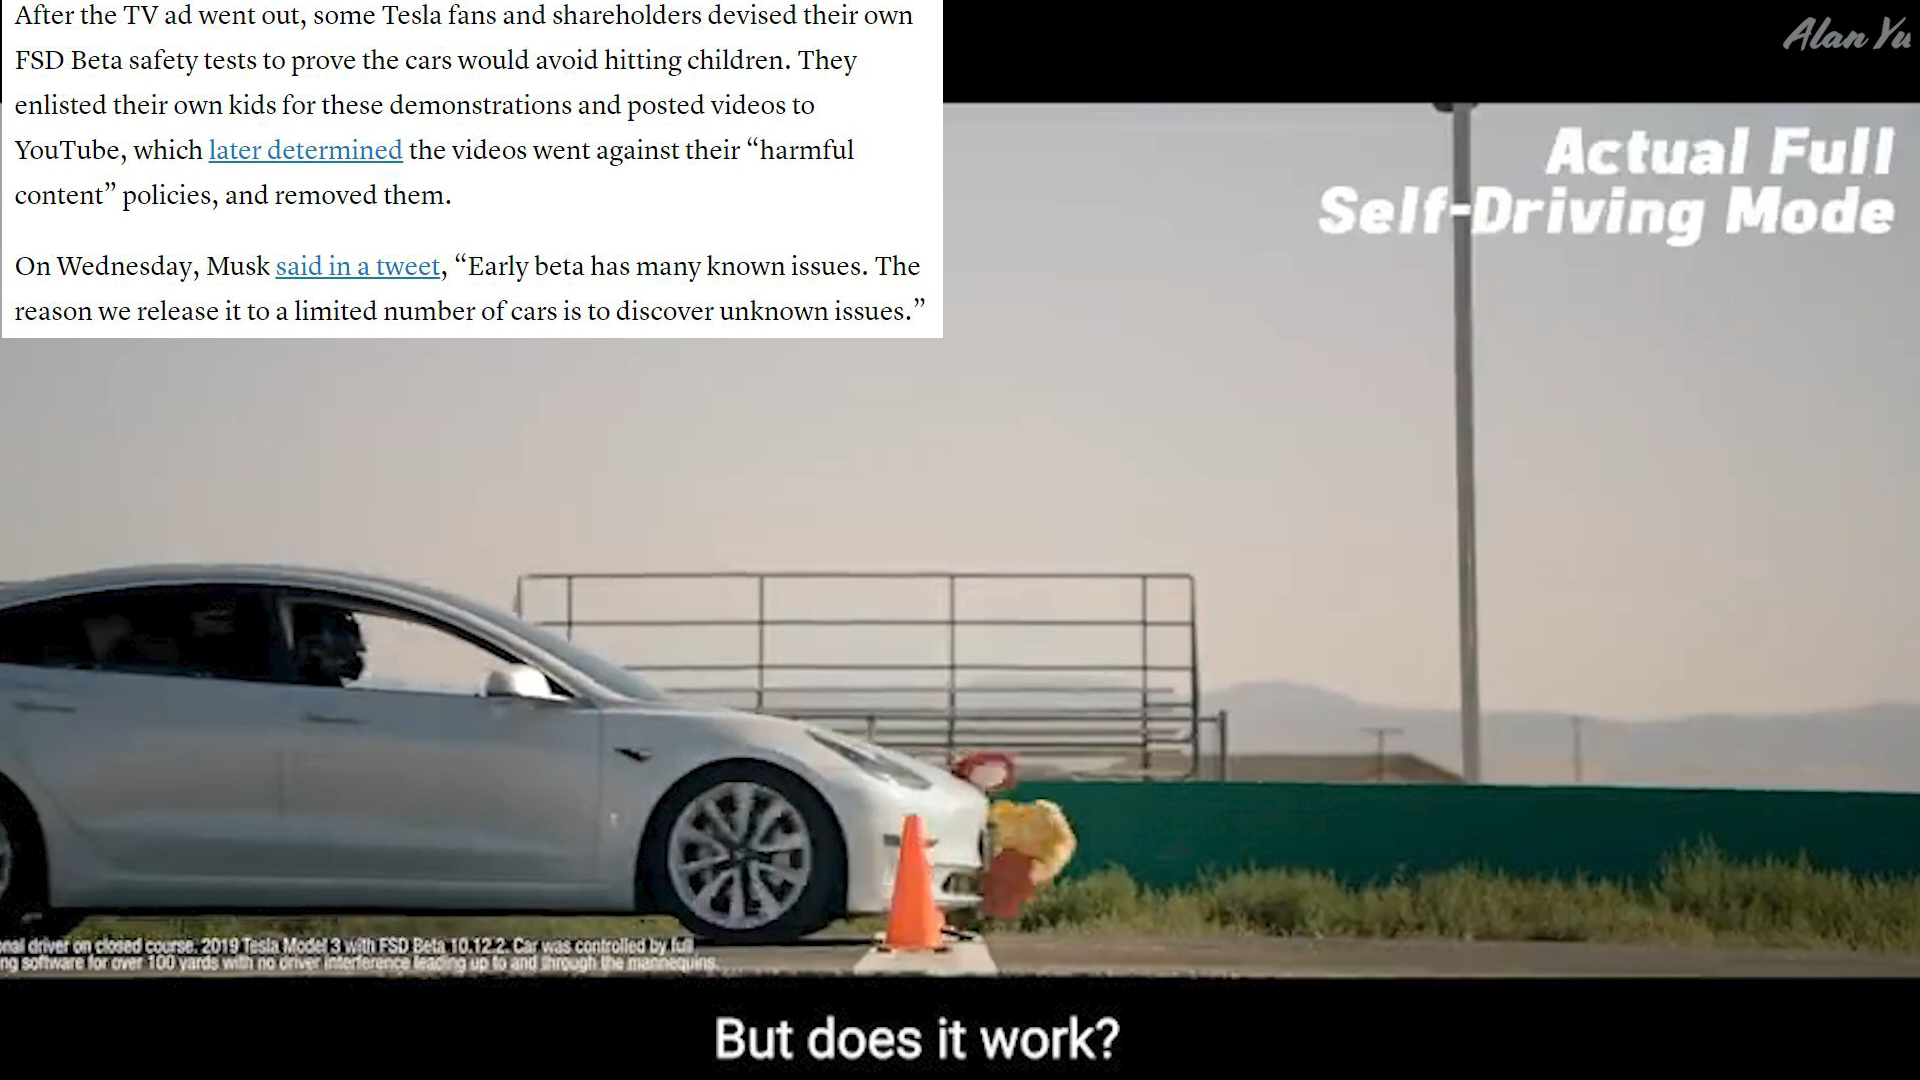 After the TV ad went out, some Tesla fans and shareholders devised their own
FSD Beta safety tests to prove the cars would avoid hitting children. They
enlisted their own kids for these demonstrations and posted videos to
YouTube, which later determined the videos went against their “harmful
content” policies, and removed them.
On Wednesday, Musk said in a tweet, “Early beta has many known issues. The
reason we release it to a limited number of cars is to discover unknown issues.”
Alan Yu
Actual Full
Self-Driving Mode
onal driver on closed course. 2019 Tesla Model 3 with FSD Beta 10.12.2. Car was controlled by full
ng software for over 100 yards with no driver interference leading up to and through the mannequins.
But does it work?